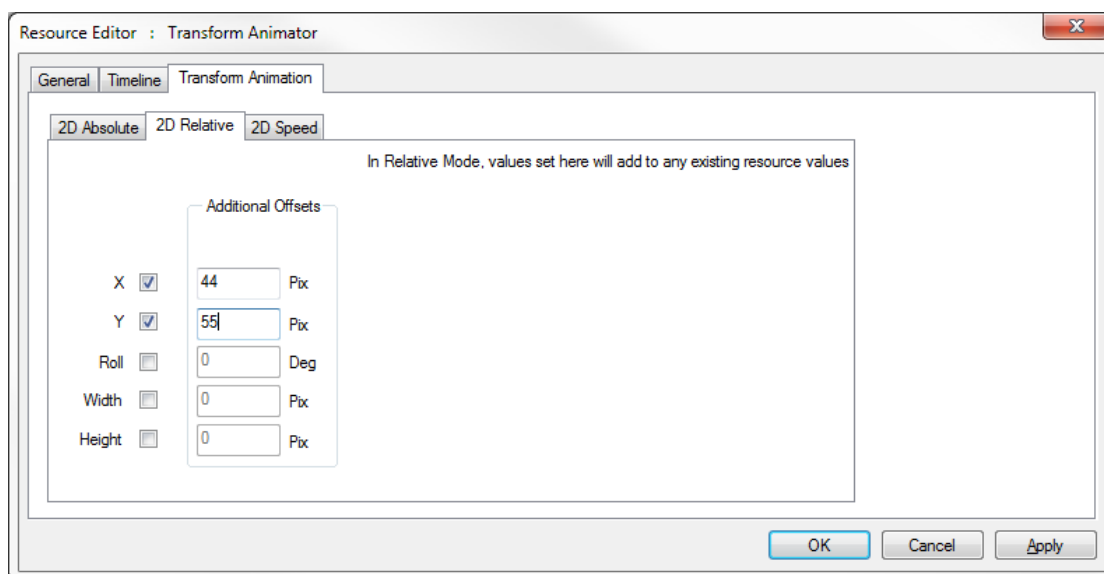 Resource Editor : Transform Animator
X
General Timeline Transform Animation
2D Absolute 2D Relative 2D Speed
In Relative Mode, values set here will add to any existing resource values
Additional Offsets
X 44 Pix
Y 55 Pix
Roll 0 Deg
Width 0 Pix
Height 0 Pix
OK Cancel Apply